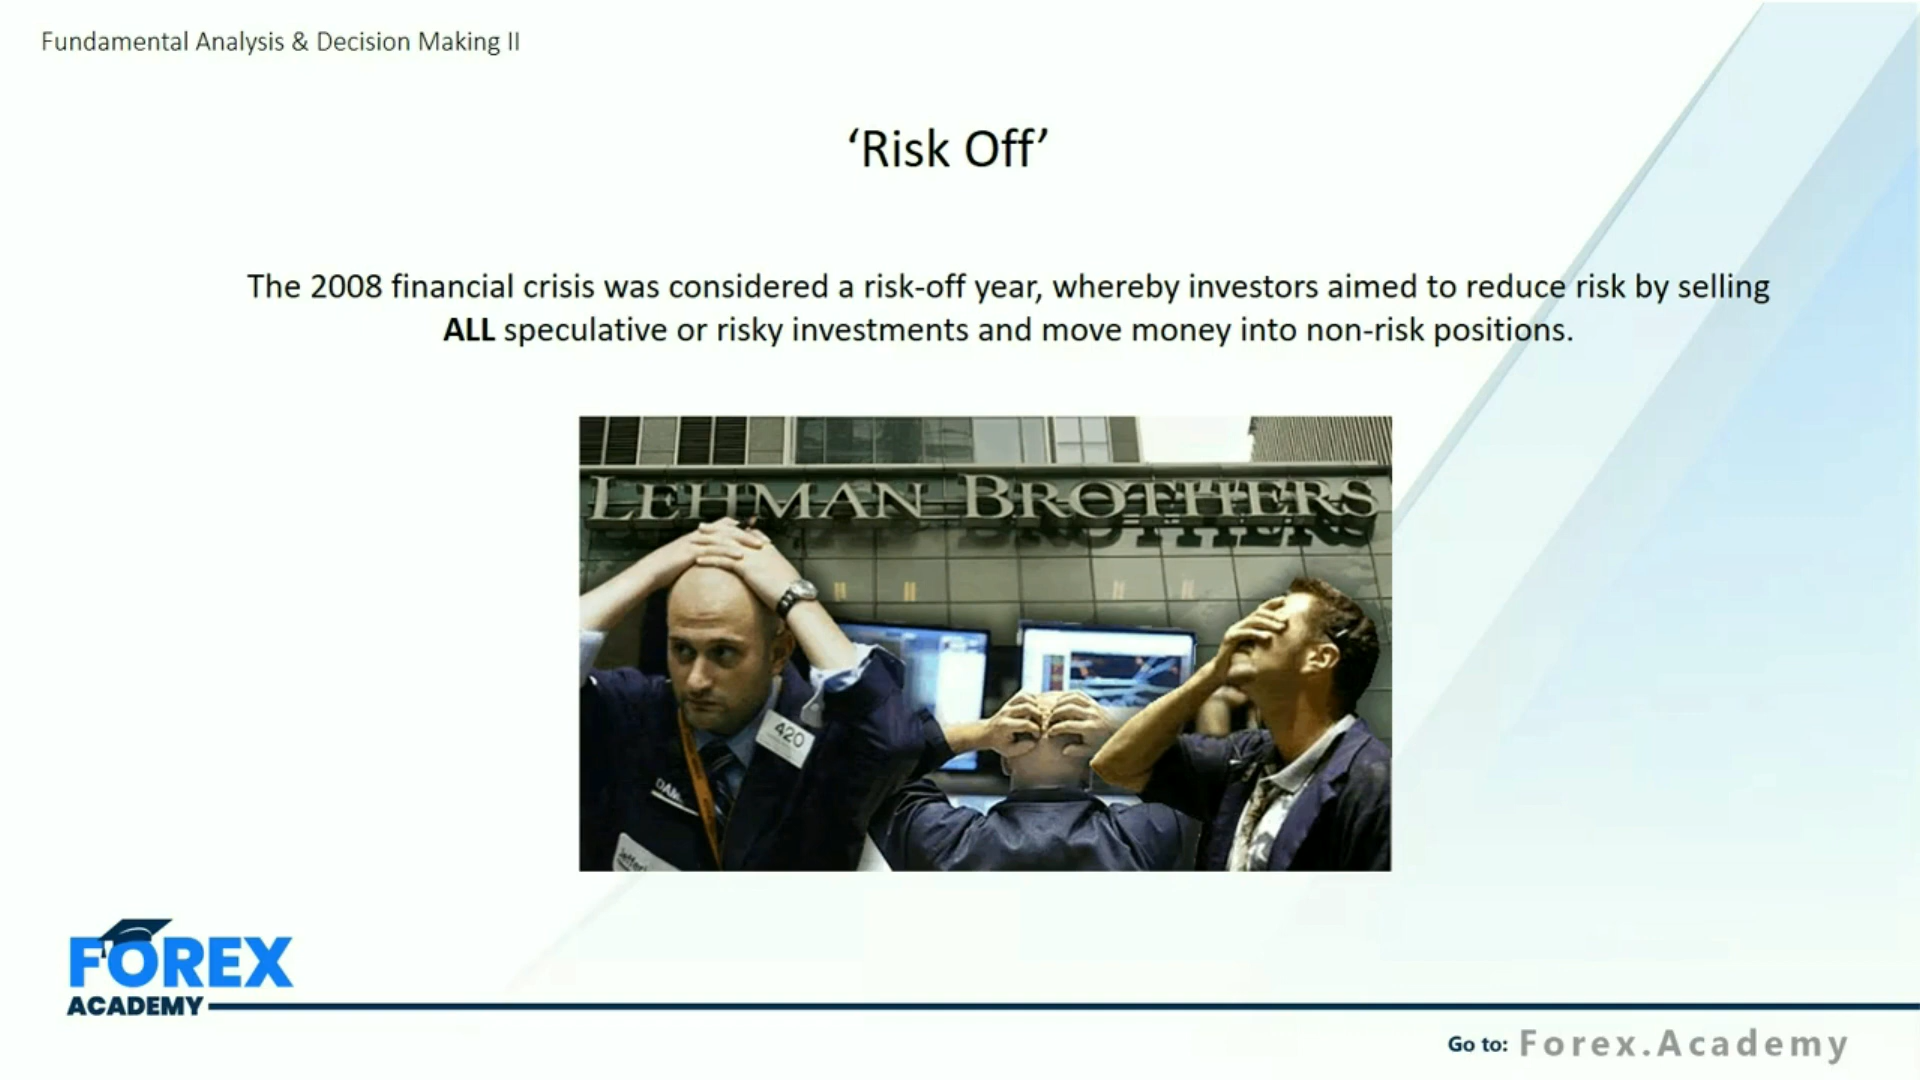 Fundamental Analysis & Decision Making II
‘Risk Off’
The 2008 financial crisis was considered a risk-off year, whereby investors aimed to reduce risk by selling
ALL speculative or risky investments and move money into non-risk positions.
LEHMAN BROTHERS
420
FOREX
ACADEMY
Go to: Forex.Academy